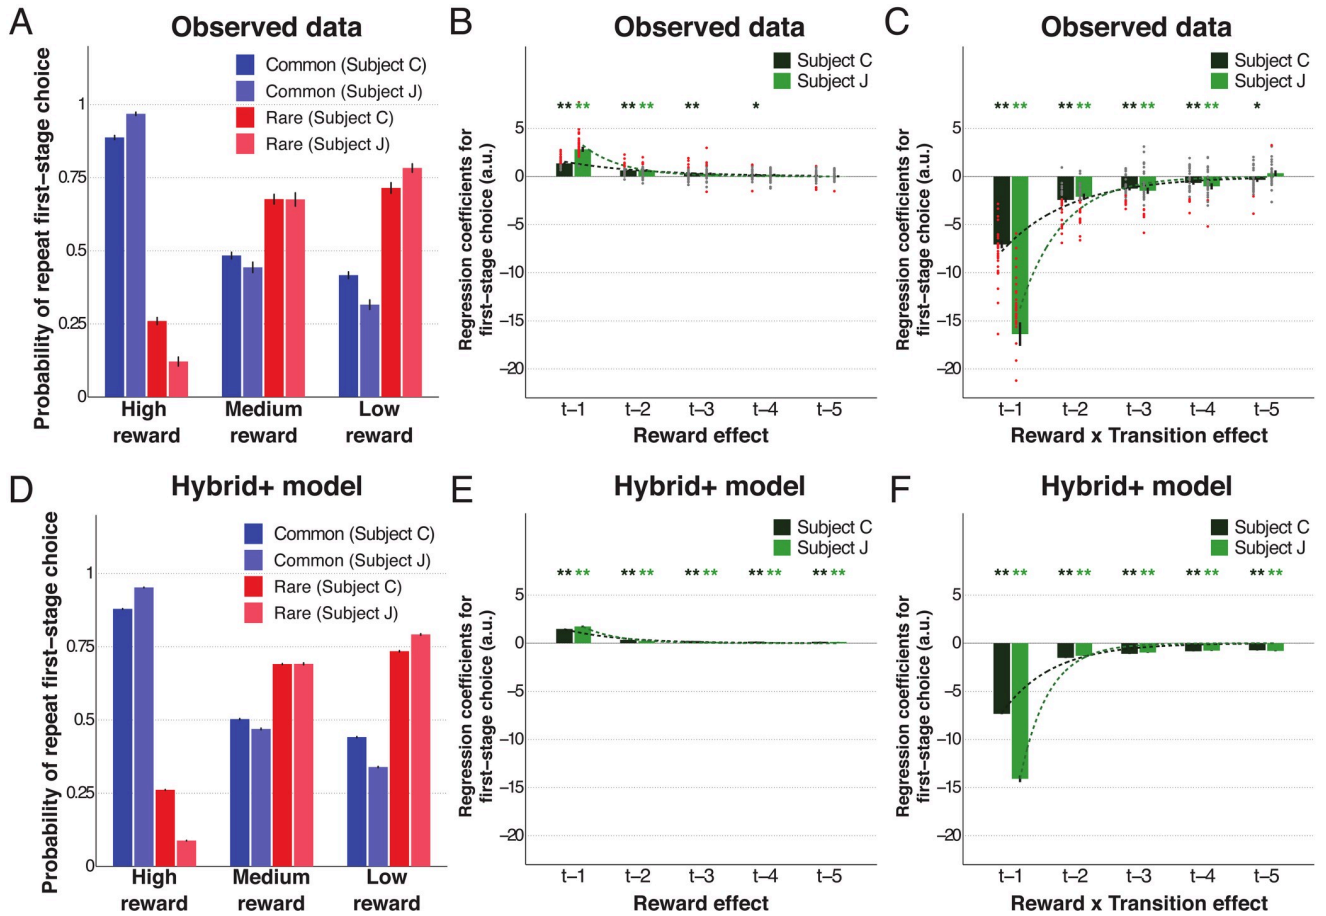 A
Observed data
Probability of repeat first–stage choice
Common (Subject C)
Common (Subject J)
Rare (Subject C)
Rare (Subject J)
1
0.75
0.5
0.25
0
High
reward
Medium
reward
Low
reward
B
Observed data
Regression coefficients for
first–stage choice (a.u.)
Subject C
Subject J
** ** ** ** ** *
5
0
–5
–10
–15
–20
t–1 t–2 t–3 t–4 t–5
Reward effect
C
Observed data
Regression coefficients for
first–stage choice (a.u.)
Subject C
Subject J
** ** ** ** ** ** ** ** *
5
0
–5
–10
–15
–20
t–1 t–2 t–3 t–4 t–5
Reward x Transition effect
D
Hybrid+ model
Probability of repeat first–stage choice
Common (Subject C)
Common (Subject J)
Rare (Subject C)
Rare (Subject J)
1
0.75
0.5
0.25
0
High
reward
Medium
reward
Low
reward
E
Hybrid+ model
Regression coefficients for
first–stage choice (a.u.)
Subject C
Subject J
** ** ** ** ** ** ** ** ** **
5
0
–5
–10
–15
–20
t–1 t–2 t–3 t–4 t–5
Reward effect
F
Hybrid+ model
Regression coefficients for
first–stage choice (a.u.)
Subject C
Subject J
** ** ** ** ** ** ** ** ** **
5
0
–5
–10
–15
–20
t–1 t–2 t–3 t–4 t–5
Reward x Transition effect